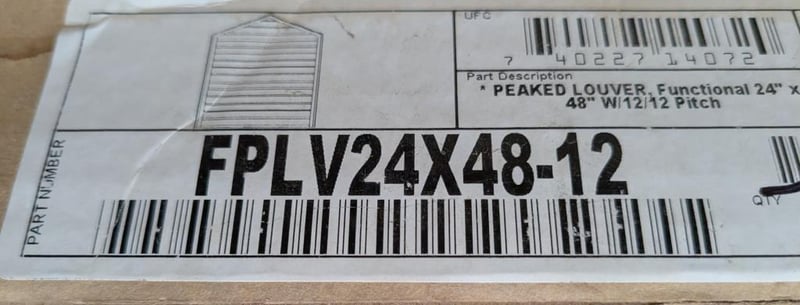 UPC
7 40227 14072
Part Description
* PEAKED LOUVER, Functional 24" x
48" W/12/12 Pitch
PART NUMBER
FPLV24X48-12
QTY